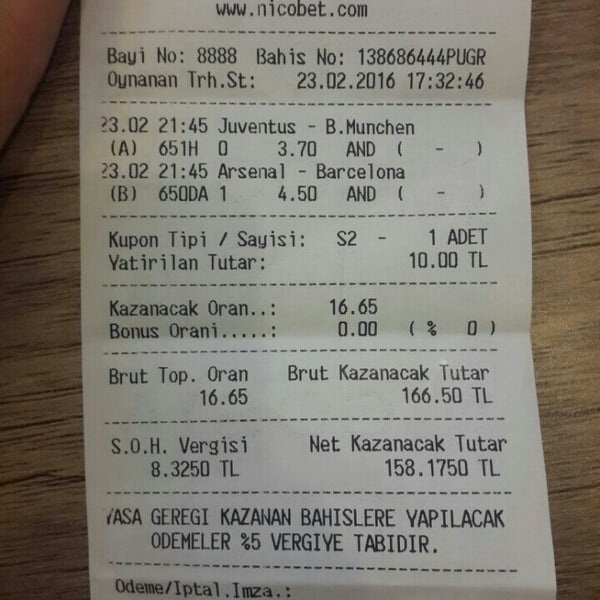 www.nicobet.com
Bayi No: 8888 Bahis No: 138686444PUGR
Oynanan Trh.St: 23.02.2016 17:32:46
23.02 21:45 Juventus - B.Munchen
(A) 651H 0 3.70 AND ( - )
23.02 21:45 Arsenal - Barcelona
(B) 650DA 1 4.50 AND ( - )
Kupon Tipi / Sayisi: S2 - 1 ADET
Yatirilan Tutar: 10.00 TL
Kazanacak Oran..: 16.65
Bonus Orani.....: 0.00 ( % 0 )
Brut Top. Oran Brut Kazanacak Tutar
16.65 166.50 TL
S.O.H. Vergisi Net Kazanacak Tutar
8.3250 TL 158.1750 TL
YASA GEREGI KAZANAN BAHISLERE YAPILACAK
ODEMELER %5 VERGIYE TABIDIR.
Odeme/Iptal.Imza.: